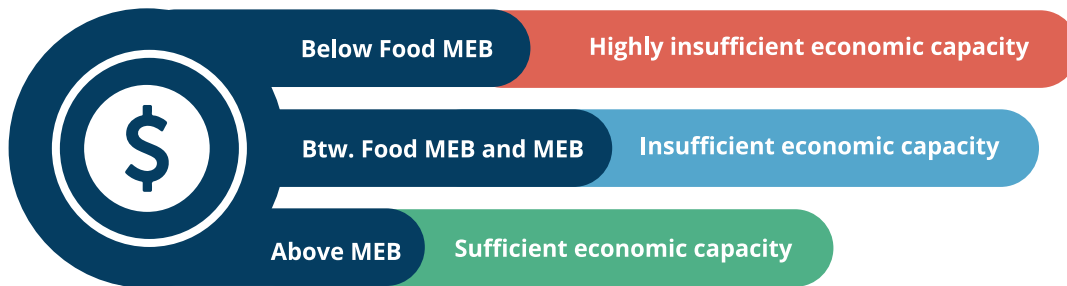 Below Food MEB Highly insufficient economic capacity
$
Btw. Food MEB and MEB Insufficient economic capacity
Above MEB Sufficient economic capacity